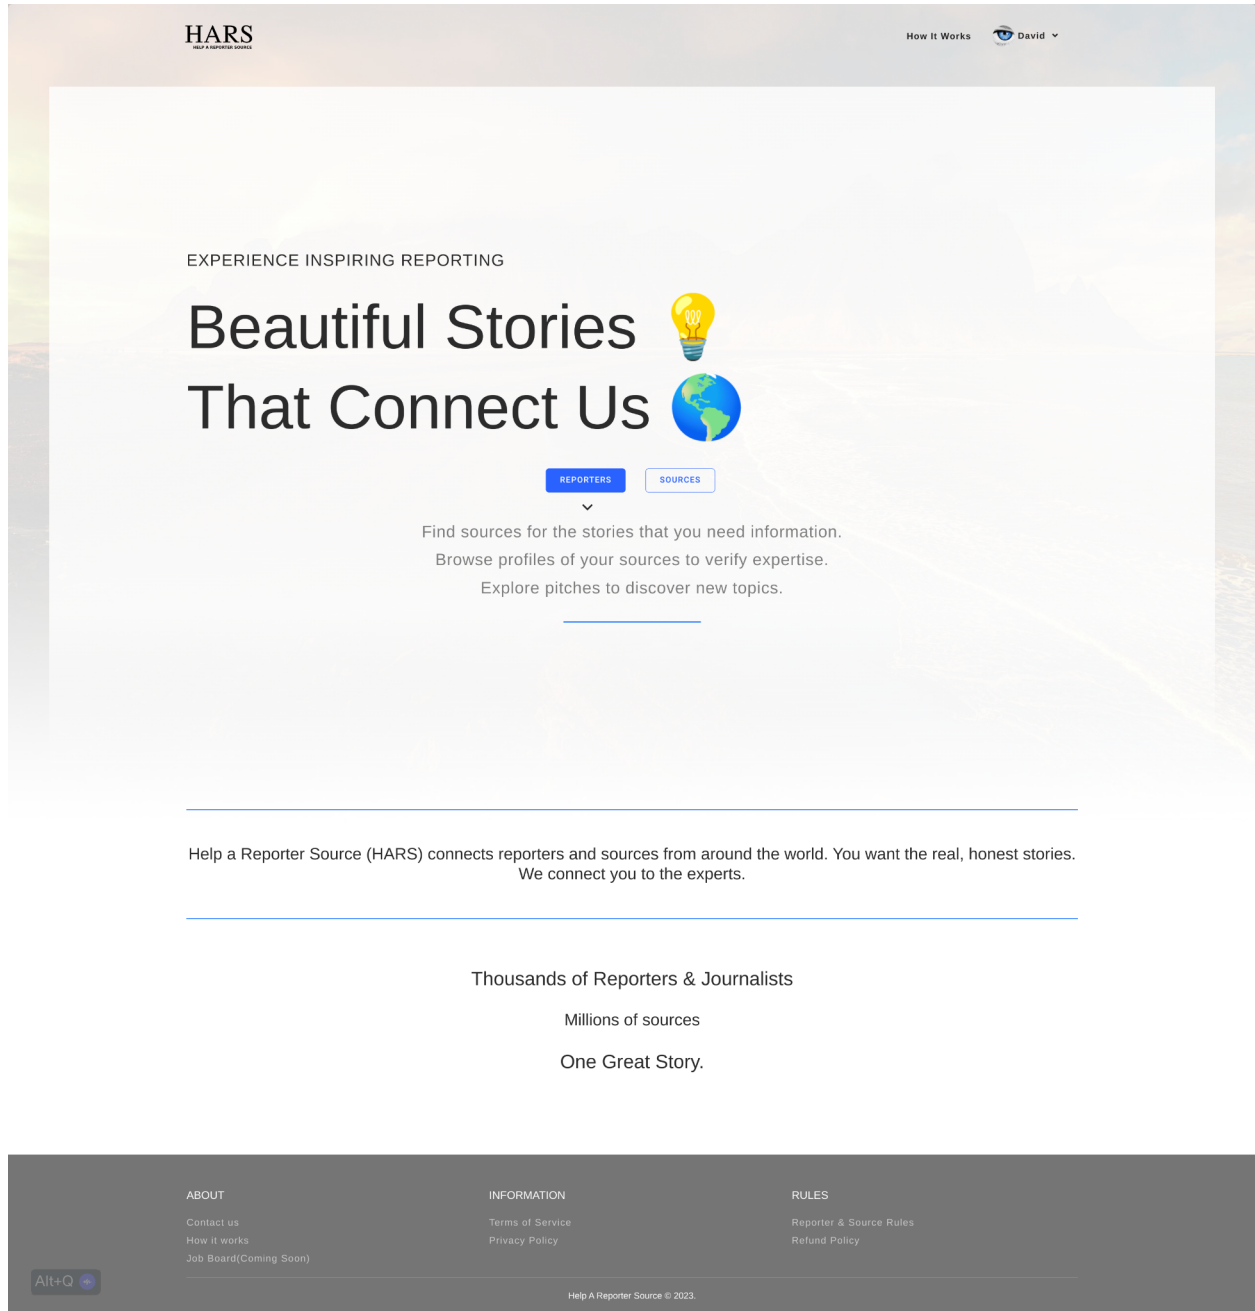 HARS
HELP A REPORTER SOURCE
How It Works
David
EXPERIENCE INSPIRING REPORTING
Beautiful Stories 💡
That Connect Us 🌎
REPORTERS
SOURCES
Find sources for the stories that you need information.
Browse profiles of your sources to verify expertise.
Explore pitches to discover new topics.
Help a Reporter Source (HARS) connects reporters and sources from around the world. You want the real, honest stories.
We connect you to the experts.
Thousands of Reporters & Journalists
Millions of sources
One Great Story.
ABOUT
Contact us
How it works
Job Board(Coming Soon)
INFORMATION
Terms of Service
Privacy Policy
RULES
Reporter & Source Rules
Refund Policy
Alt+Q
Help A Reporter Source © 2023.